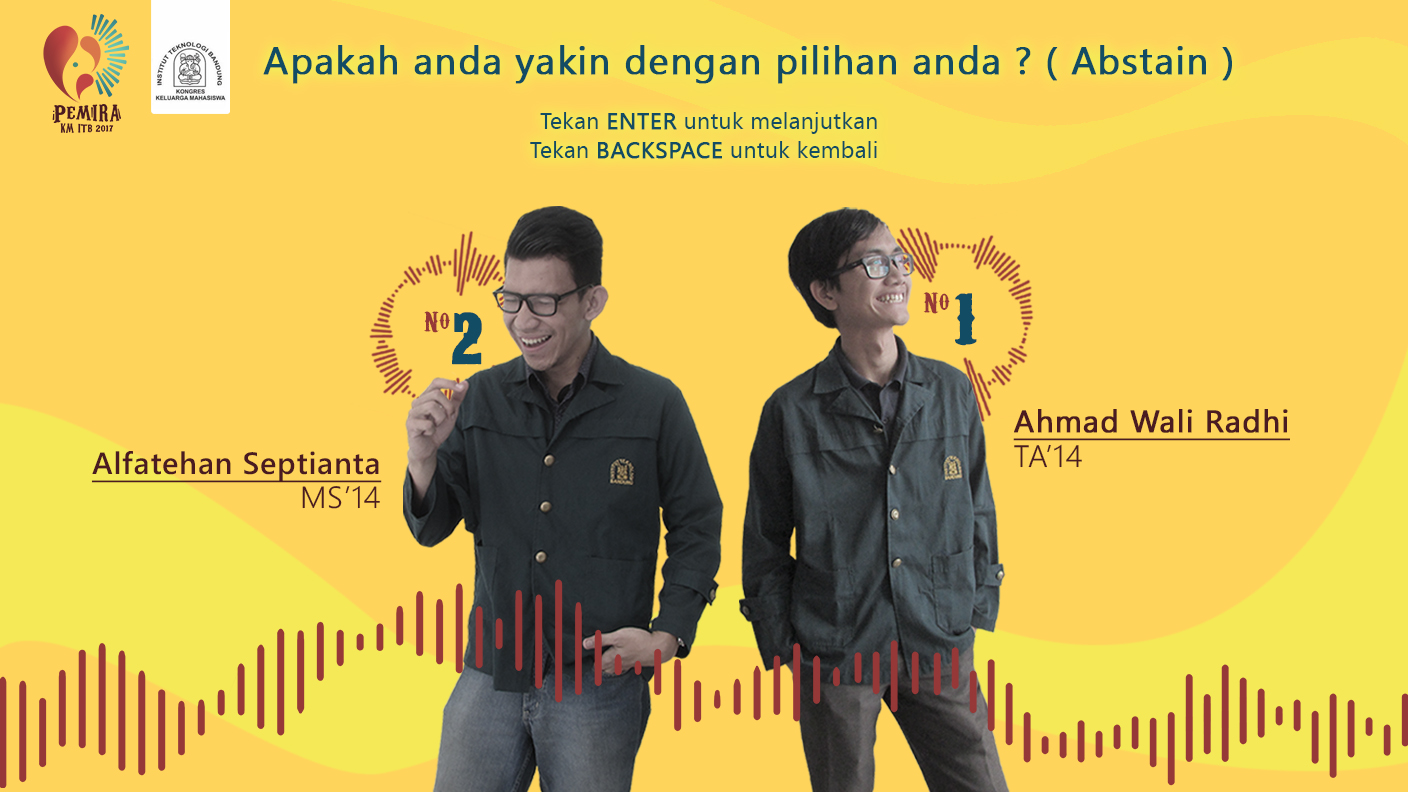 PEMIRA
KM ITB 2017
INSTITUT TEKNOLOGI BANDUNG
KONGRES
KELUARGA MAHASISWA
Apakah anda yakin dengan pilihan anda ? ( Abstain )
Tekan ENTER untuk melanjutkan
Tekan BACKSPACE untuk kembali
No 2
No 1
Alfatehan Septianta
MS'14
Ahmad Wali Radhi
TA'14